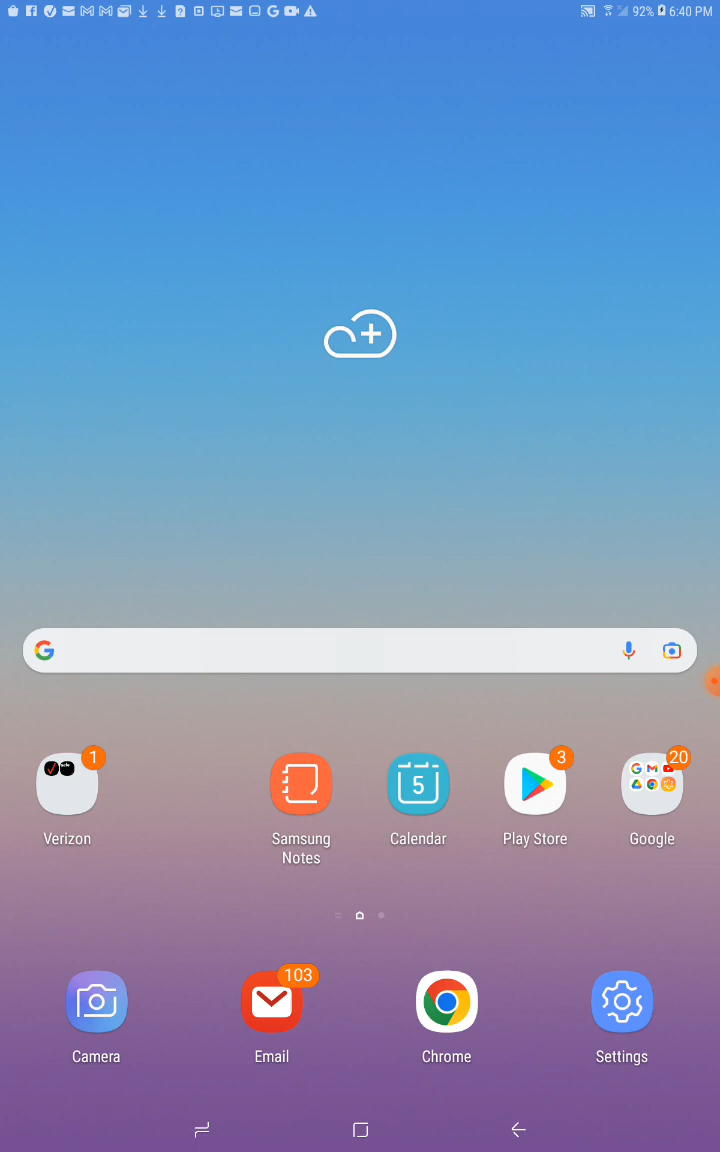 92% 6:40 PM
1
5
3
20
Verizon
Samsung
Notes
Calendar
Play Store
Google
103
Camera
Email
Chrome
Settings